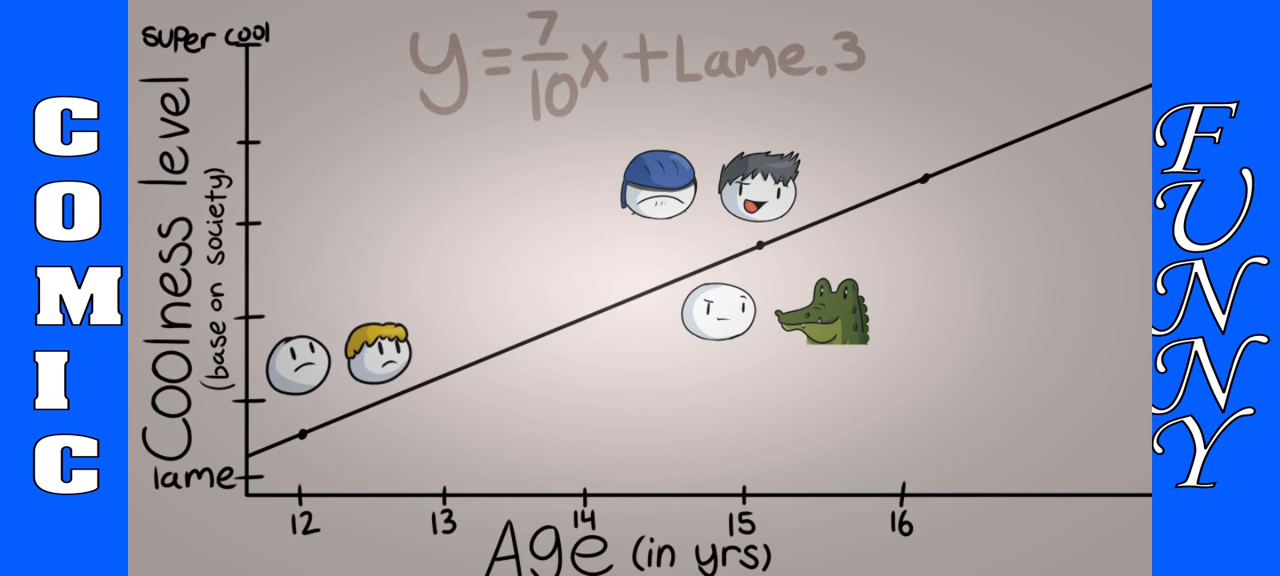 COMIC
super cool
y = 7/10 x + Lame.3
Coolness level
(base on society)
lame
12 13 14 15 16
Age (in yrs)
FUNNY